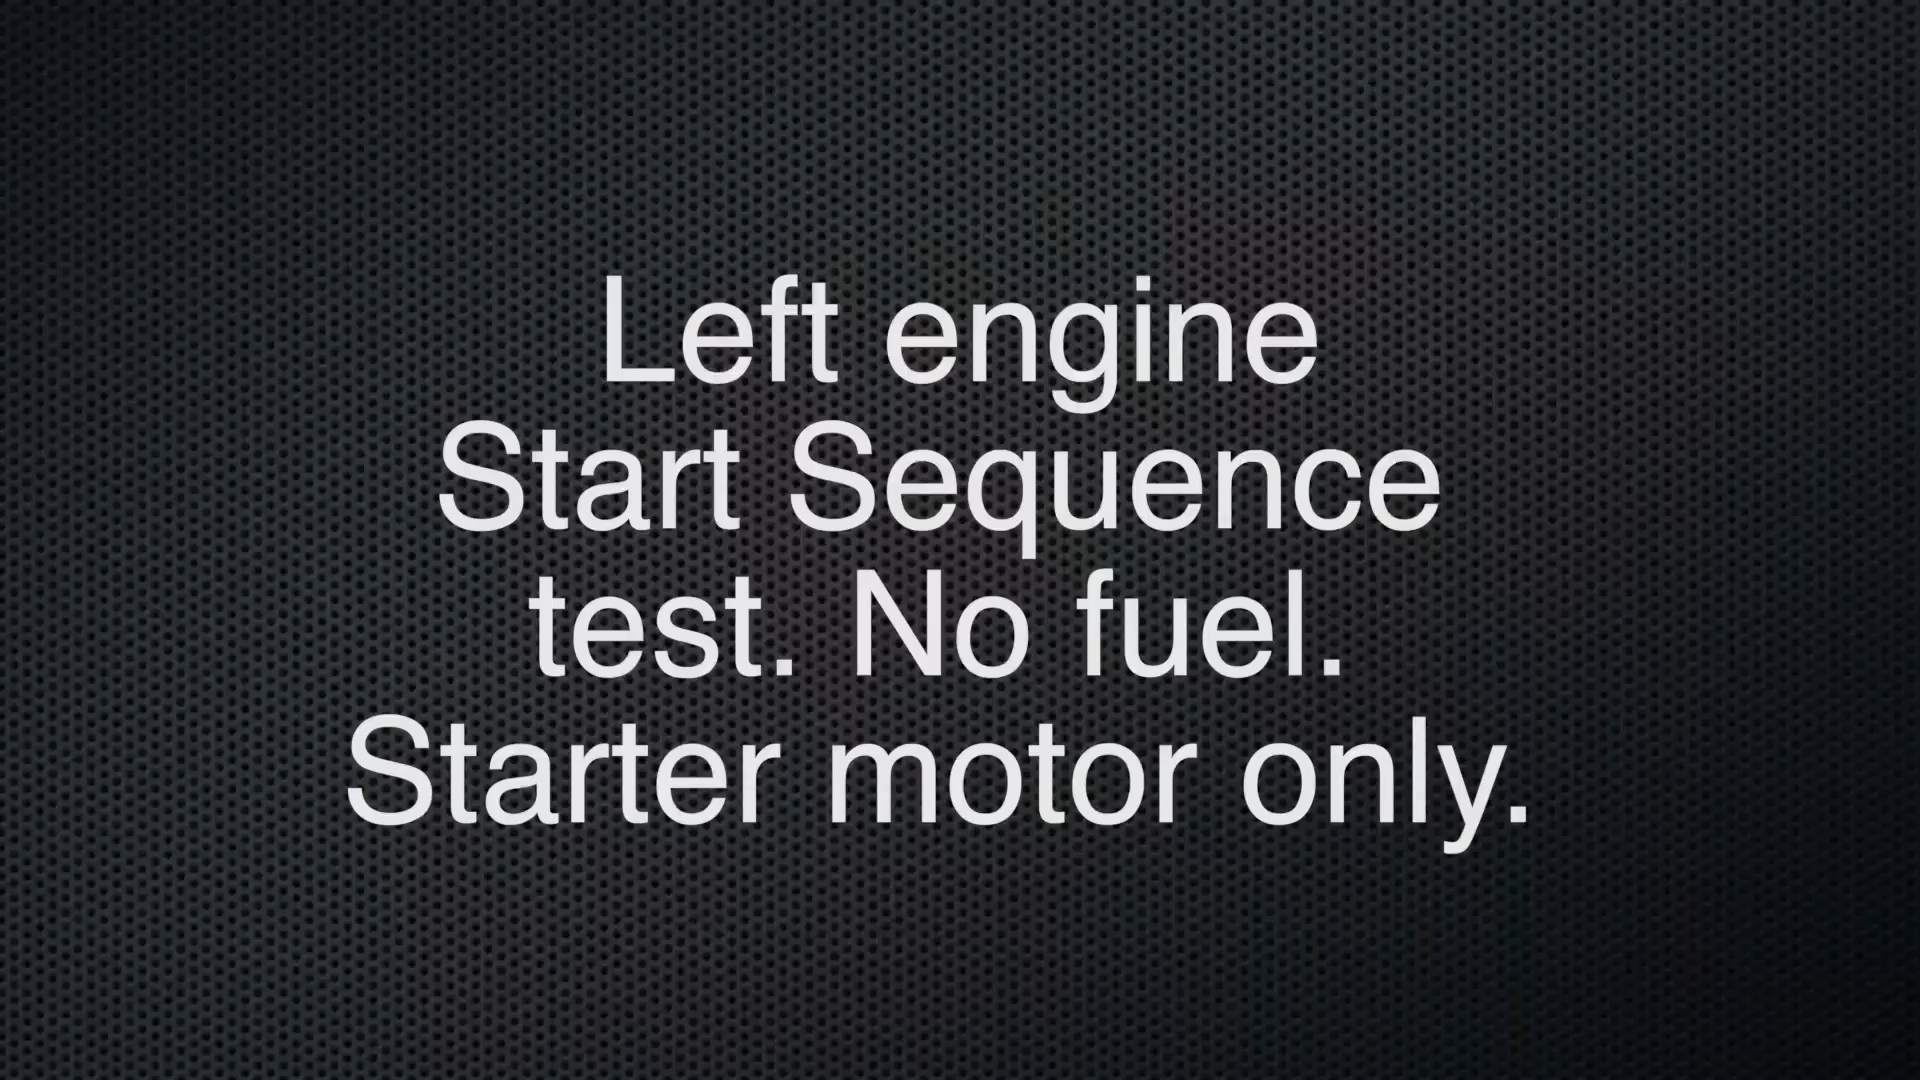 Left engine
Start Sequence
test. No fuel.
Starter motor only.